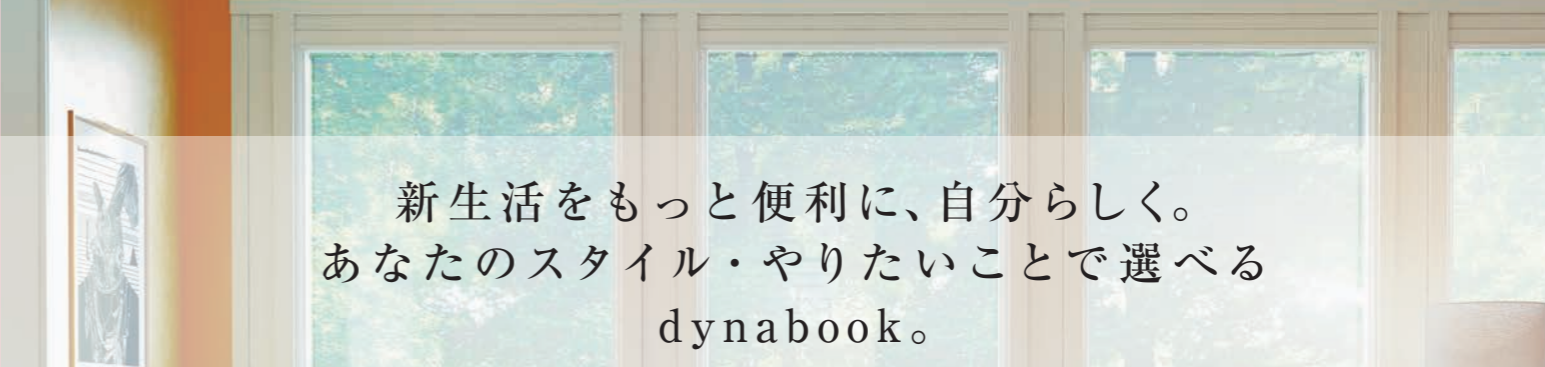 新生活をもっと便利に、自分らしく。
あなたのスタイル・やりたいことで選べる
dynabook。